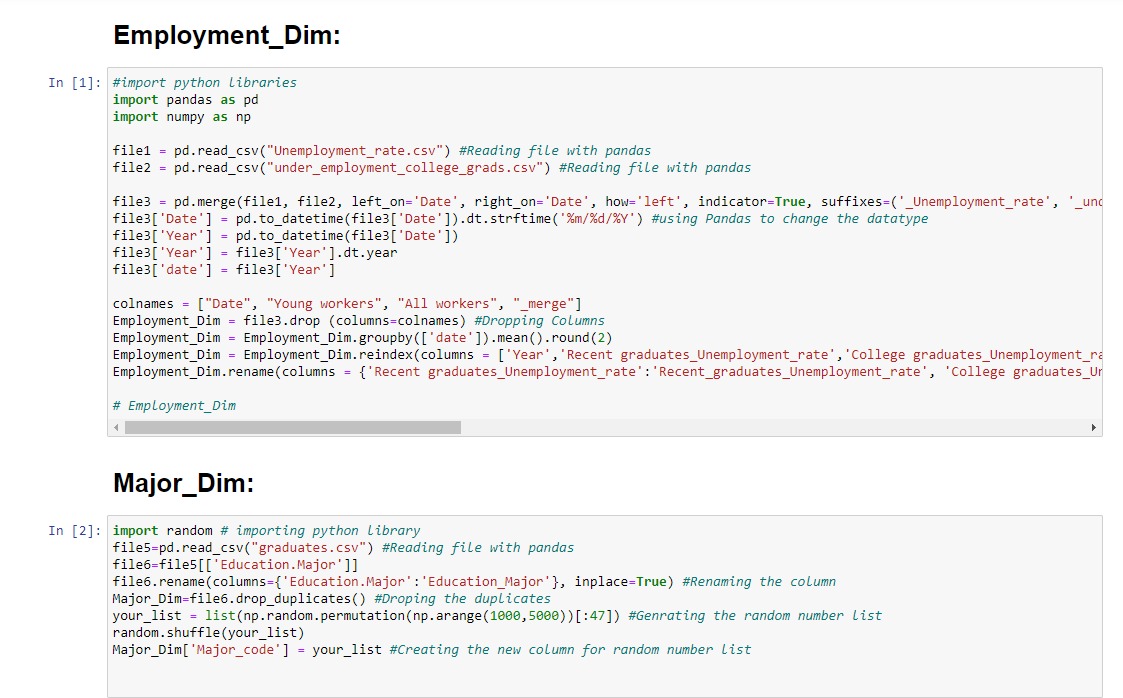 Employment_Dim:
In [1]:
#import python libraries
import pandas as pd
import numpy as np
file1 = pd.read_csv("Unemployment_rate.csv") #Reading file with pandas
file2 = pd.read_csv("under_employment_college_grads.csv") #Reading file with pandas
file3 = pd.merge(file1, file2, left_on='Date', right_on='Date', how='left', indicator=True, suffixes=('_Unemployment_rate', '_und
file3['Date'] = pd.to_datetime(file3['Date']).dt.strftime('%m/%d/%Y') #using Pandas to change the datatype
file3['Year'] = pd.to_datetime(file3['Date'])
file3['Year'] = file3['Year'].dt.year
file3['date'] = file3['Year']
colnames = ["Date", "Young workers", "All workers", "_merge"]
Employment_Dim = file3.drop (columns=colnames) #Dropping Columns
Employment_Dim = Employment_Dim.groupby(['date']).mean().round(2)
Employment_Dim = Employment_Dim.reindex(columns = ['Year','Recent graduates_Unemployment_rate','College graduates_Unemployment_ra
Employment_Dim.rename(columns = {'Recent graduates_Unemployment_rate':'Recent_graduates_Unemployment_rate', 'College graduates_Un
# Employment_Dim
Major_Dim:
In [2]:
import random # importing python library
file5=pd.read_csv("graduates.csv") #Reading file with pandas
file6=file5[['Education.Major']]
file6.rename(columns={'Education.Major':'Education_Major'}, inplace=True) #Renaming the column
Major_Dim=file6.drop_duplicates() #Droping the duplicates
your_list = list(np.random.permutation(np.arange(1000,5000))[:47]) #Genrating the random number list
random.shuffle(your_list)
Major_Dim['Major_code'] = your_list #Creating the new column for random number list